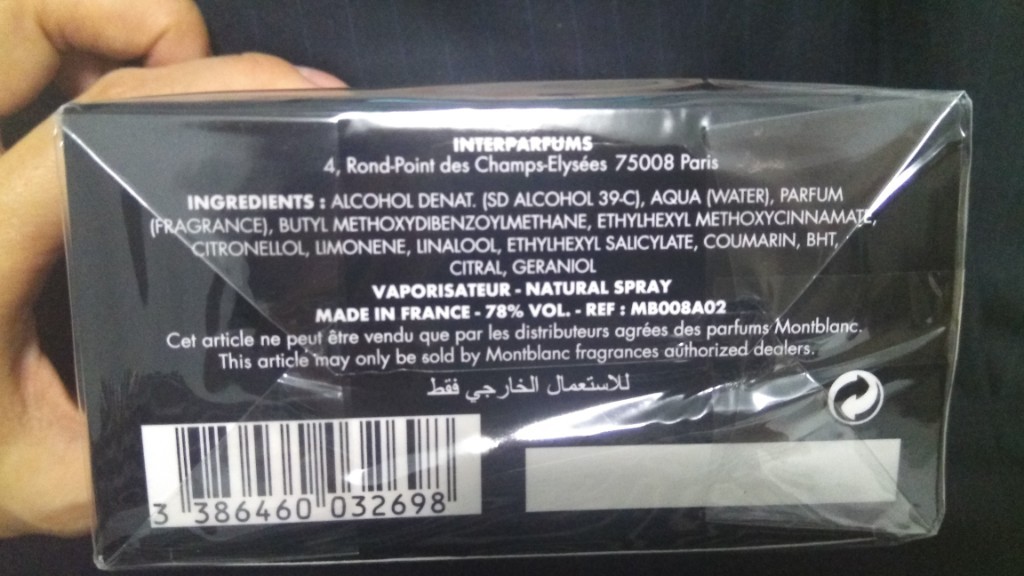 INTERPARFUMS
4, Rond-Point des Champs-Elysées 75008 Paris
INGREDIENTS : ALCOHOL DENAT. (SD ALCOHOL 39-C), AQUA (WATER), PARFUM
(FRAGRANCE), BUTYL METHOXYDIBENZOYLMETHANE, ETHYLHEXYL METHOXYCINNAMATE,
CITRONELLOL, LIMONENE, LINALOOL, ETHYLHEXYL SALICYLATE, COUMARIN, BHT,
CITRAL, GERANIOL
VAPORISATEUR - NATURAL SPRAY
MADE IN FRANCE - 78% VOL. - REF : MB008A02
Cet article ne peut être vendu que par les distributeurs agrées des parfums Montblanc.
This article may only be sold by Montblanc fragrances authorized dealers.
للاستعمال الخارجي فقط
3 386460 032698